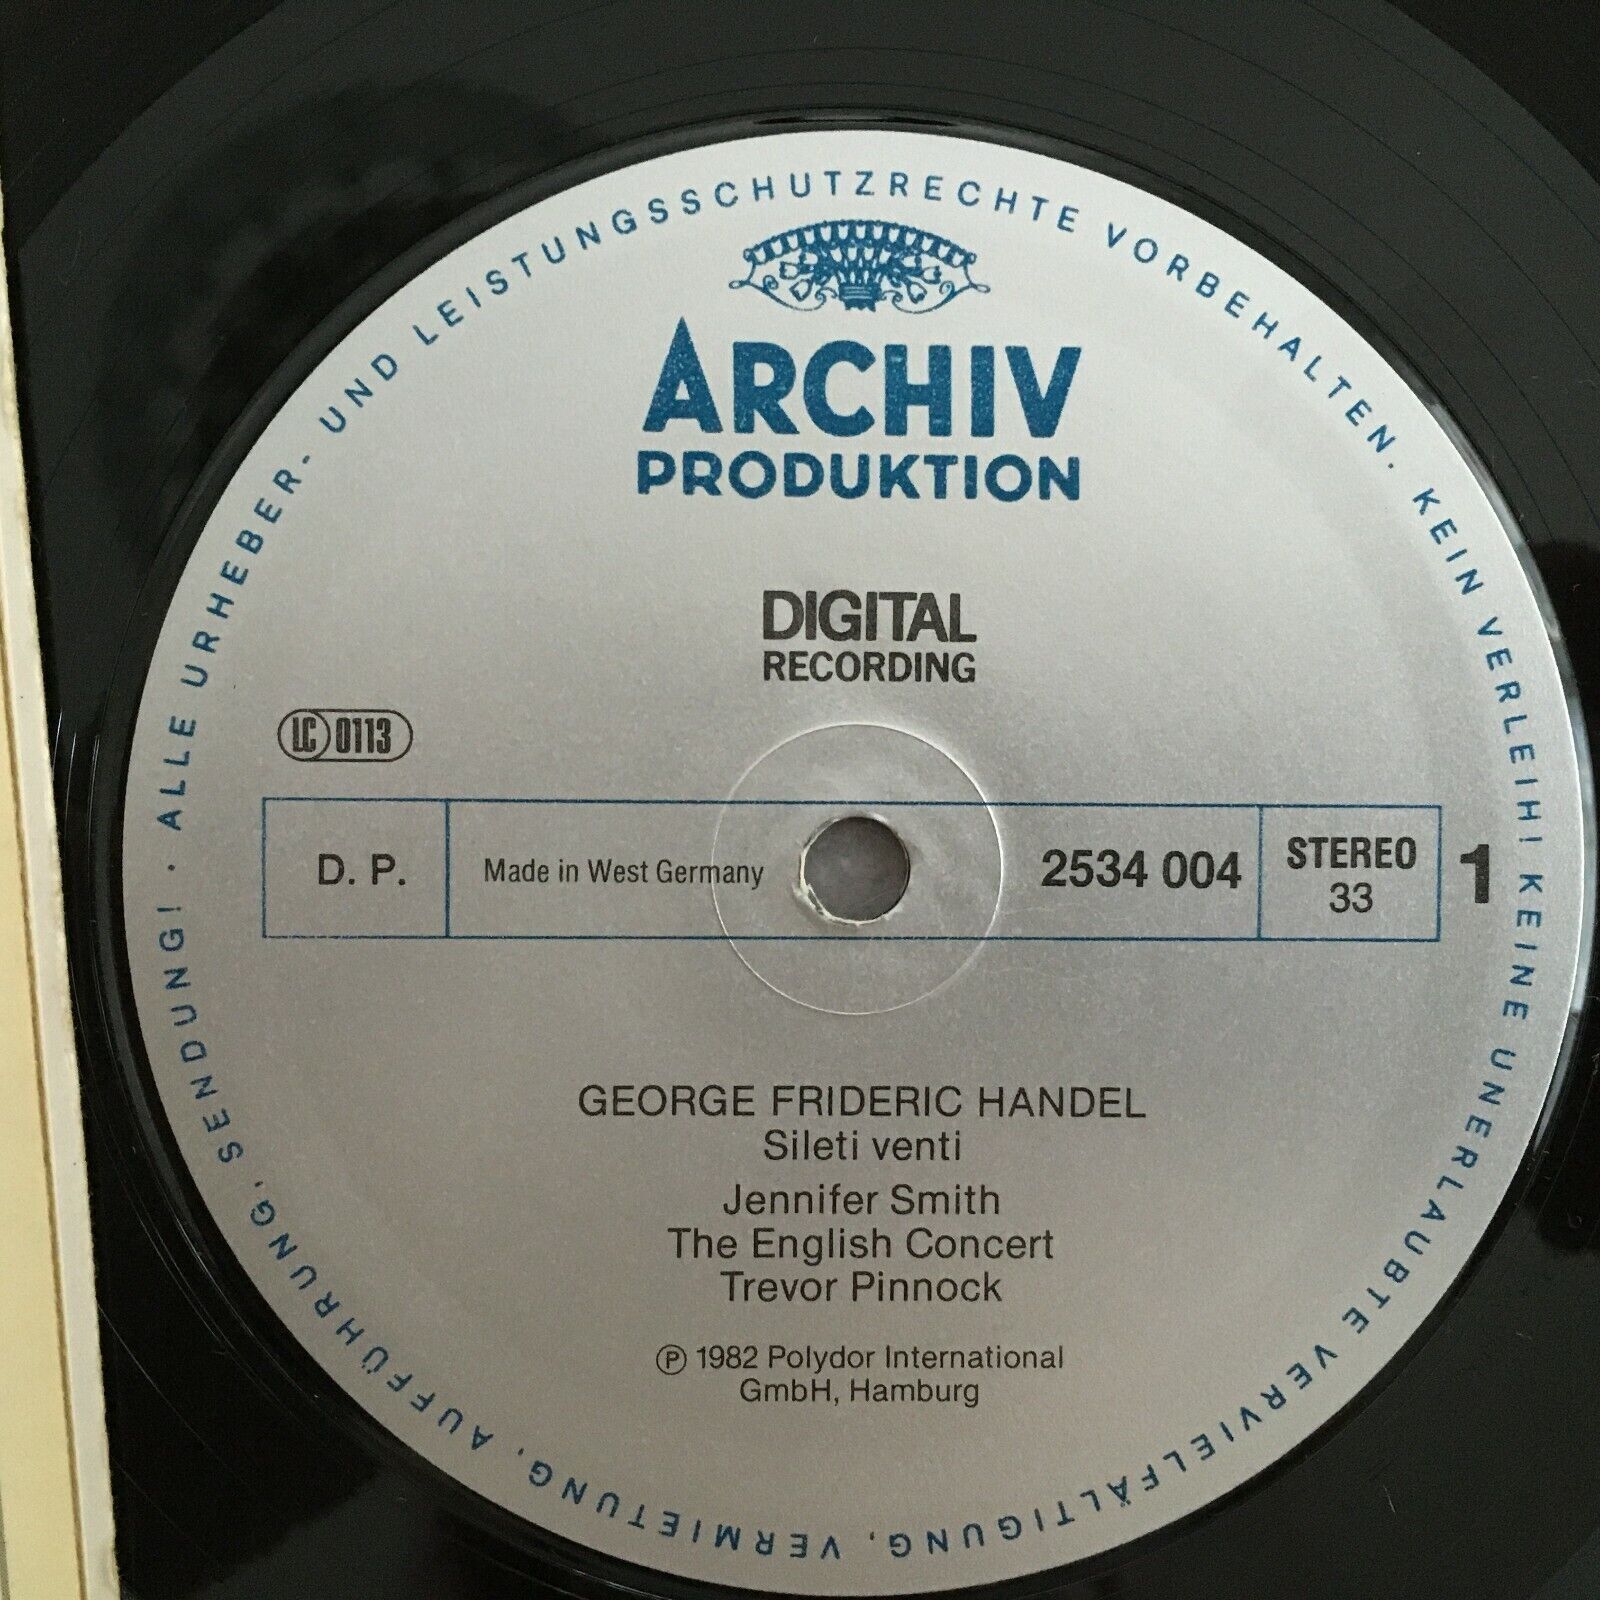 ALLE URHEBER- UND LEISTUNGSSCHUTZRECHTE VORBEHALTEN. KEIN VERLEIH! KEINE UNERLAUBTE VERVIELFÄLTIGUNG, VERMIETUNG, AUFFÜHRUNG, SENDUNG! ·
ARCHIV
PRODUKTION
DIGITAL
RECORDING
LC 0113
D. P.
Made in West Germany
2534 004
STEREO
33
1
GEORGE FRIDERIC HANDEL
Sileti venti
Jennifer Smith
The English Concert
Trevor Pinnock
℗ 1982 Polydor International
GmbH, Hamburg